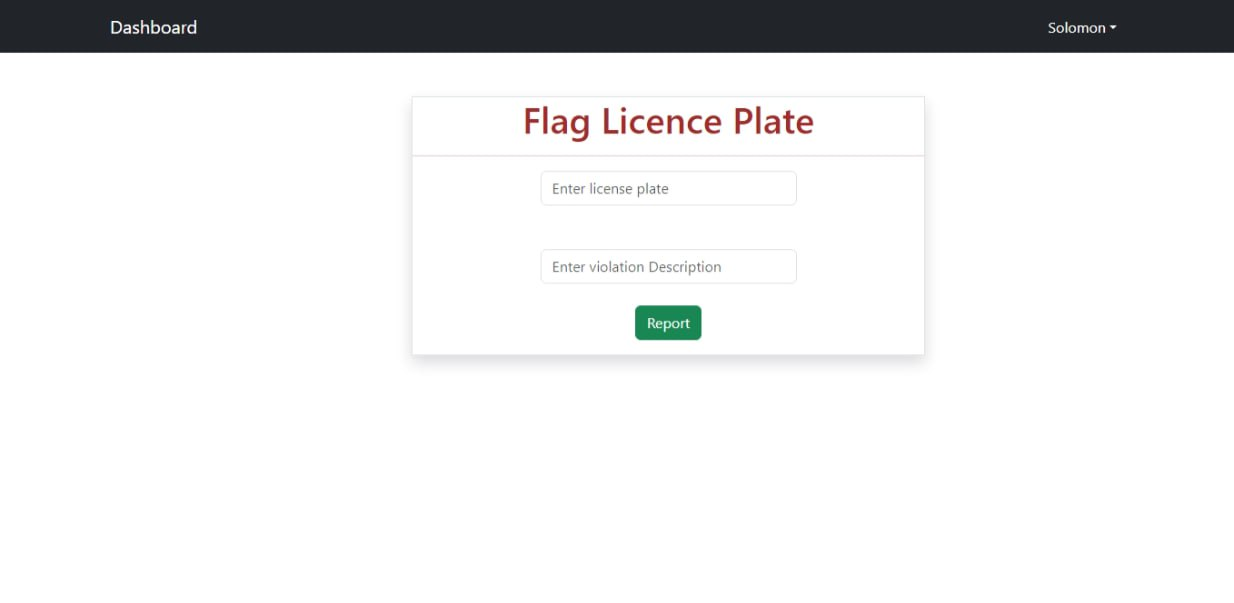 Dashboard
Solomon
Flag Licence Plate
Enter license plate
Enter violation Description
Report